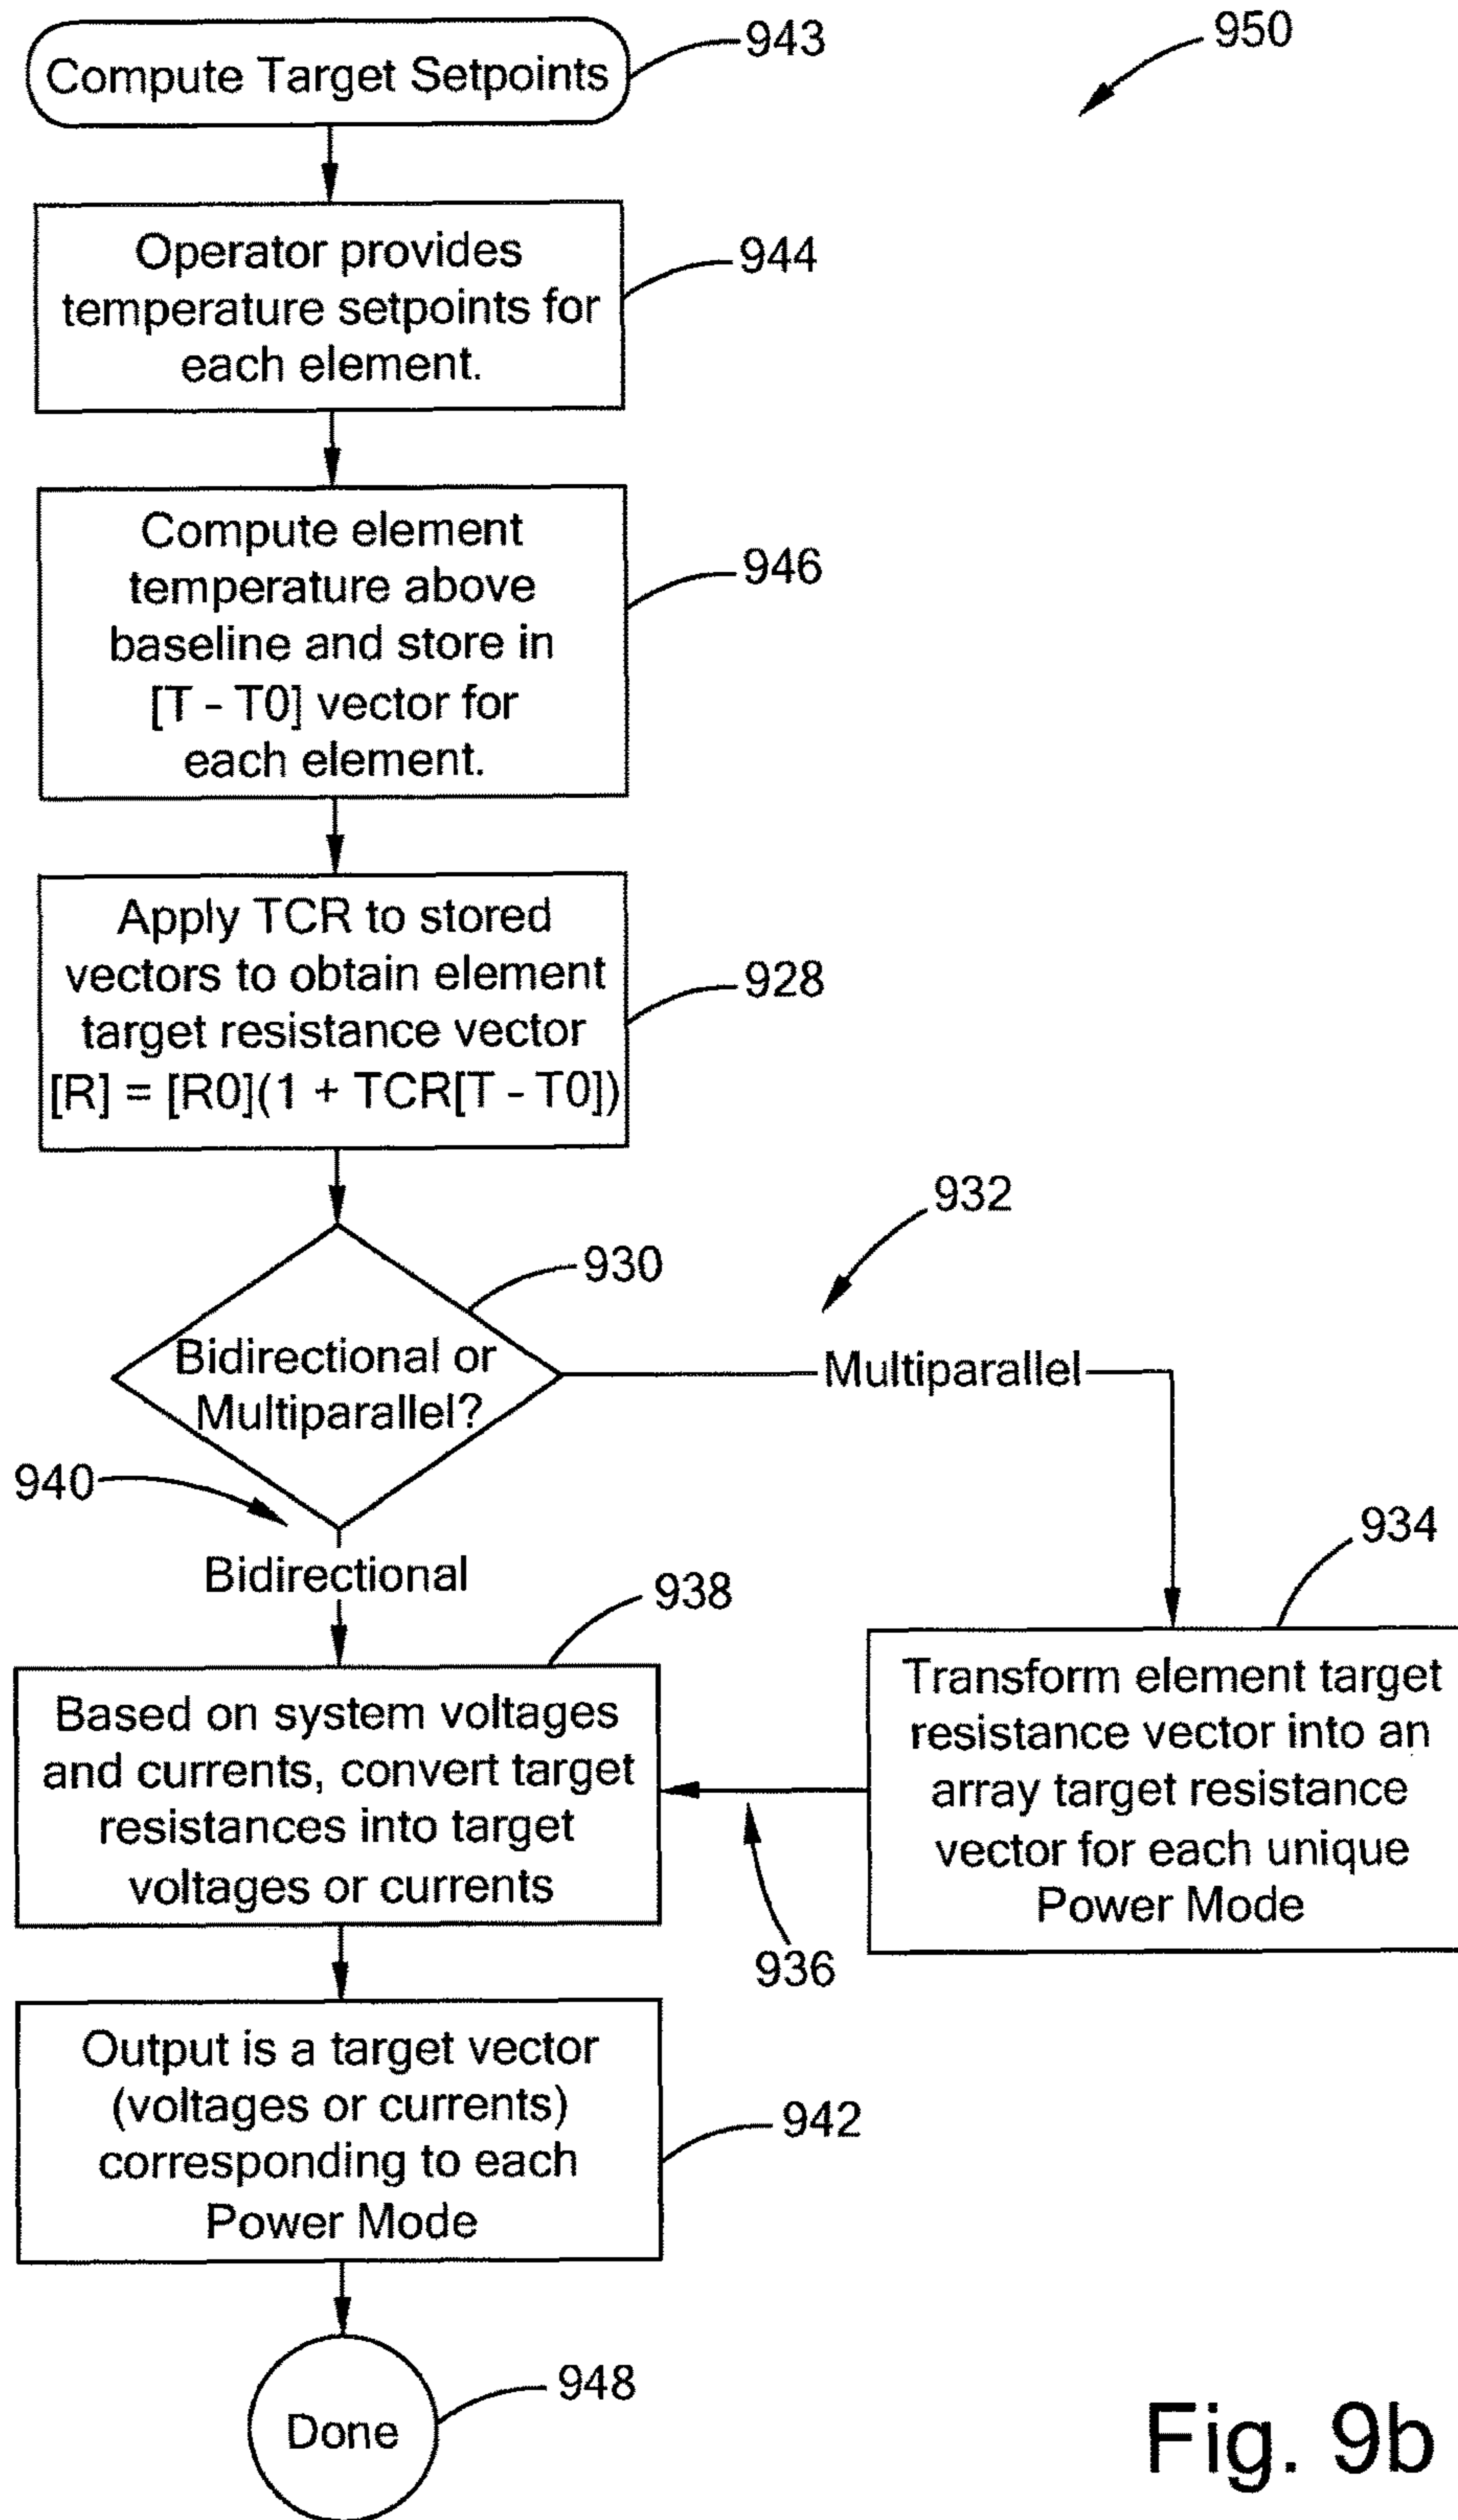 943
950
Compute Target Setpoints
944
Operator provides
temperature setpoints for
each element.
946
Compute element
temperature above
baseline and store in
[T - T0] vector for
each element.
928
Apply TCR to stored
vectors to obtain element
target resistance vector
[R] = [R0](1 + TCR[T - T0])
932
930
Bidirectional or
Multiparallel?
Multiparallel
940
Bidirectional
934
938
Based on system voltages
and currents, convert target
resistances into target
voltages or currents
Transform element target
resistance vector into an
array target resistance
vector for each unique
Power Mode
936
Output is a target vector
(voltages or currents)
corresponding to each
Power Mode
942
948
Done
Fig. 9b